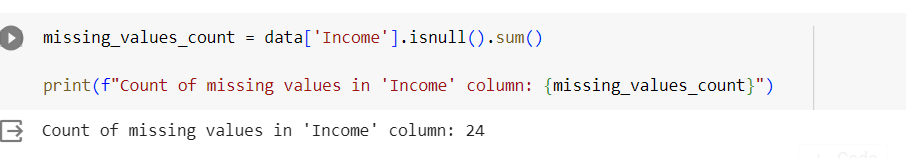 missing_values_count = data['Income'].isnull().sum()
print(f"Count of missing values in 'Income' column: {missing_values_count}")
Count of missing values in 'Income' column: 24